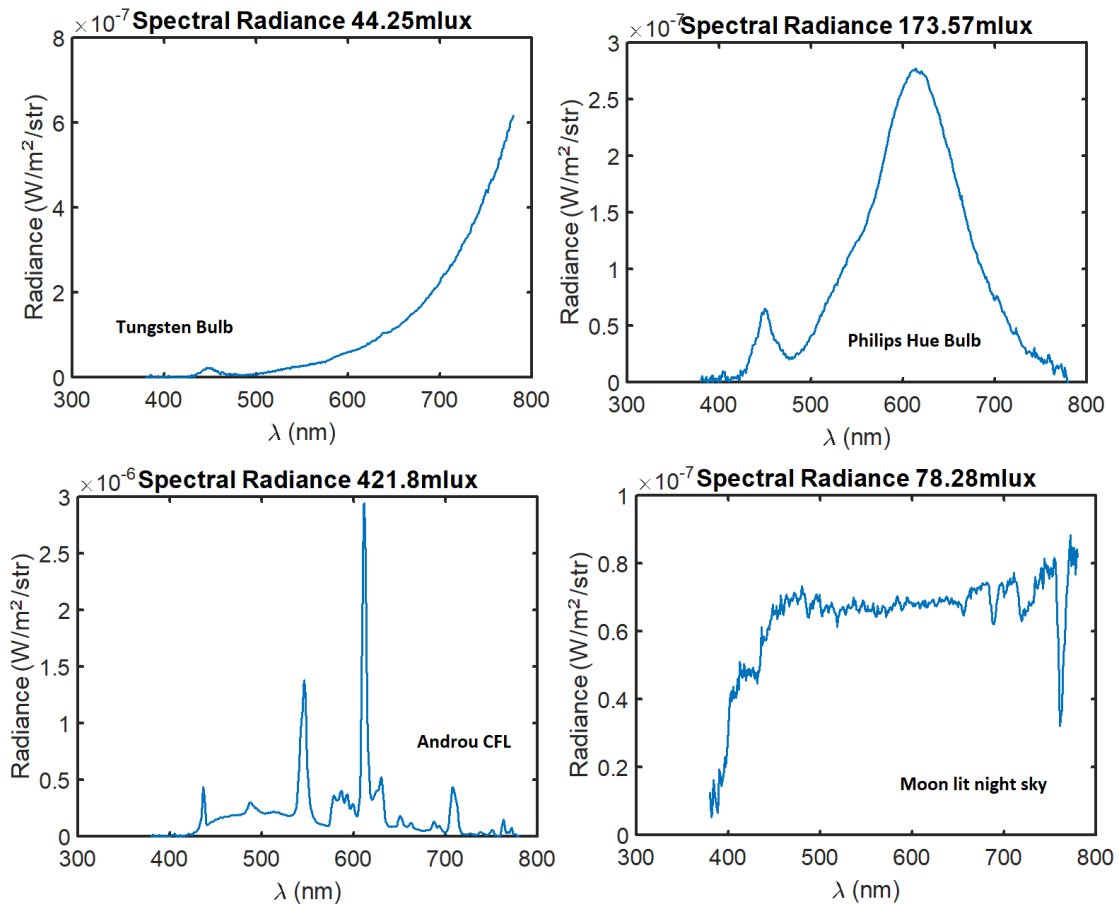 ×10⁻⁷ Spectral Radiance 44.25mlux
Radiance (W/m²/str)
8
6
4
2
0
Tungsten Bulb
300 400 500 600 700 800
λ (nm)
×10⁻⁷ Spectral Radiance 173.57mlux
Radiance (W/m²/str)
3
2.5
2
1.5
1
0.5
0
Philips Hue Bulb
300 400 500 600 700 800
λ (nm)
×10⁻⁶ Spectral Radiance 421.8mlux
Radiance (W/m²/str)
3
2.5
2
1.5
1
0.5
0
Androu CFL
300 400 500 600 700 800
λ (nm)
×10⁻⁷ Spectral Radiance 78.28mlux
Radiance (W/m²/str)
1
0.8
0.6
0.4
0.2
0
Moon lit night sky
300 400 500 600 700 800
λ (nm)